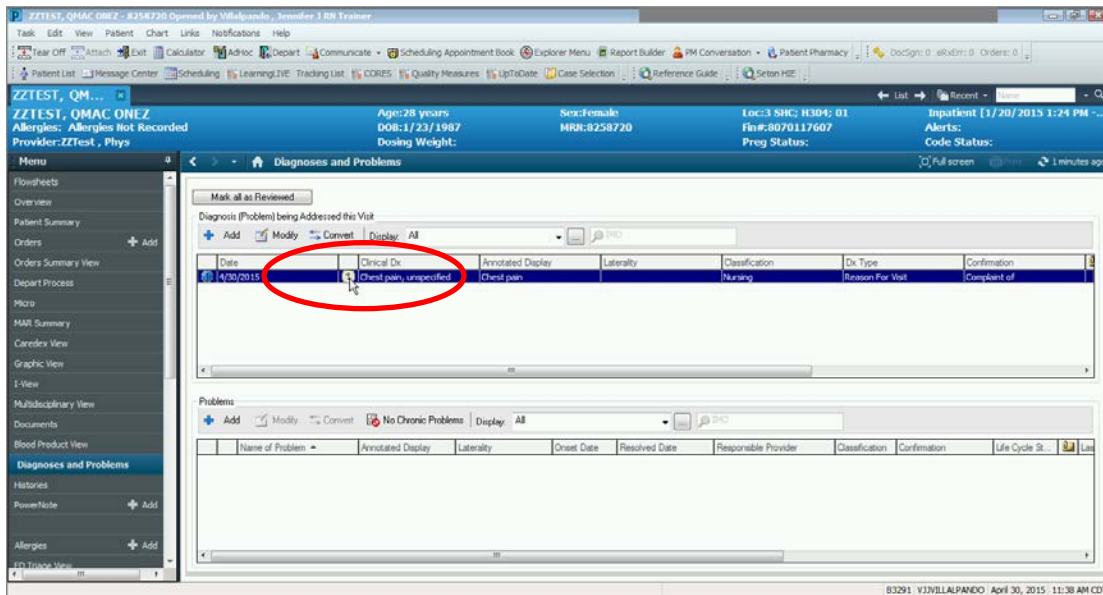 ZZTEST, QMAC ONEZ - 8258720 Opened by Villalpando , Jennifer J RN Trainer
Task Edit View Patient Chart Links Notifications Help
Tear Off Attach Exit Calculator AdHoc Depart Communicate Scheduling Appointment Book Explorer Menu Report Builder PM Conversation Patient Pharmacy DocSgn: 0 eRxErr: 0 Orders: 0
Patient List Message Center Scheduling LearningLIVE Tracking List CORES Quality Measures UpToDate Case Selection Reference Guide Seton HIE
ZZTEST, QM... List Recent Name
ZZTEST, QMAC ONEZ Age:28 years Sex:Female Loc:3 SHC; H304; 01 Inpatient [1/20/2015 1:24 PM -...
Allergies: Allergies Not Recorded DOB:1/23/1987 MRN:8258720 Fin#:8070117607 Alerts:
Provider:ZZTest , Phys Dosing Weight: Preg Status: Code Status:
Menu Diagnoses and Problems Full screen Print 1 minutes ago
Flowsheets
Overview
Patient Summary
Orders Add
Orders Summary View
Depart Process
Micro
MAR Summary
Caredex View
Graphic View
I-View
Multidisciplinary View
Documents
Blood Product View
Diagnoses and Problems
Histories
PowerNote Add
Allergies Add
ED Triage View
Mark all as Reviewed
Diagnosis (Problem) being Addressed this Visit
Add Modify Convert Display: All ... IMO
Date Clinical Dx Annotated Display Laterality Classification Dx Type Confirmation
4/30/2015 Chest pain, unspecified Chest pain Nursing Reason For Visit Complaint of
Problems
Add Modify Convert No Chronic Problems Display: All ... IMO
Name of Problem Annotated Display Laterality Onset Date Resolved Date Responsible Provider Classification Confirmation Life Cycle St... Las
B3291 VJJVILLALPANDO April 30, 2015 11:38 AM CD